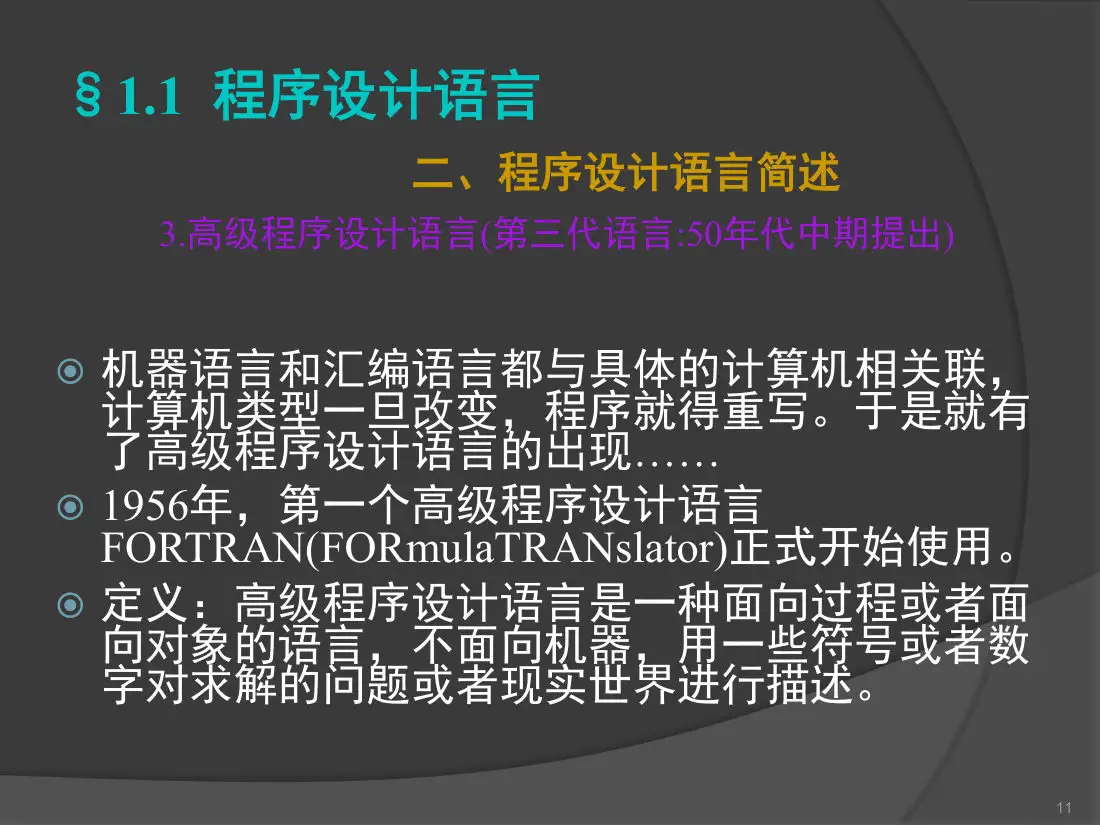 §1.1 程序设计语言
二、程序设计语言简述
3.高级程序设计语言(第三代语言:50年代中期提出)
机器语言和汇编语言都与具体的计算机相关联，
计算机类型一旦改变，程序就得重写。于是就有
了高级程序设计语言的出现……
1956年，第一个高级程序设计语言
FORTRAN(FORmulaTRANslator)正式开始使用。
定义：高级程序设计语言是一种面向过程或者面
向对象的语言，不面向机器，用一些符号或者数
字对求解的问题或者现实世界进行描述。
11